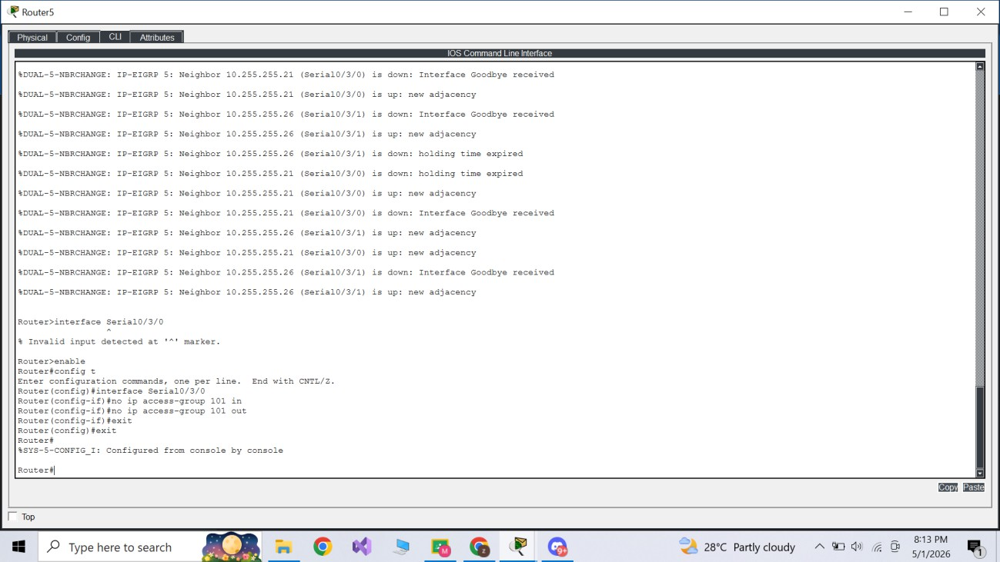 Router5
Physical Config CLI Attributes
IOS Command Line Interface
%DUAL-5-NBRCHANGE: IP-EIGRP 5: Neighbor 10.255.255.21 (Serial0/3/0) is down: Interface Goodbye received
%DUAL-5-NBRCHANGE: IP-EIGRP 5: Neighbor 10.255.255.21 (Serial0/3/0) is up: new adjacency
%DUAL-5-NBRCHANGE: IP-EIGRP 5: Neighbor 10.255.255.26 (Serial0/3/1) is down: Interface Goodbye received
%DUAL-5-NBRCHANGE: IP-EIGRP 5: Neighbor 10.255.255.26 (Serial0/3/1) is up: new adjacency
%DUAL-5-NBRCHANGE: IP-EIGRP 5: Neighbor 10.255.255.26 (Serial0/3/1) is down: holding time expired
%DUAL-5-NBRCHANGE: IP-EIGRP 5: Neighbor 10.255.255.21 (Serial0/3/0) is down: holding time expired
%DUAL-5-NBRCHANGE: IP-EIGRP 5: Neighbor 10.255.255.21 (Serial0/3/0) is up: new adjacency
%DUAL-5-NBRCHANGE: IP-EIGRP 5: Neighbor 10.255.255.21 (Serial0/3/0) is down: Interface Goodbye received
%DUAL-5-NBRCHANGE: IP-EIGRP 5: Neighbor 10.255.255.26 (Serial0/3/1) is up: new adjacency
%DUAL-5-NBRCHANGE: IP-EIGRP 5: Neighbor 10.255.255.21 (Serial0/3/0) is up: new adjacency
%DUAL-5-NBRCHANGE: IP-EIGRP 5: Neighbor 10.255.255.26 (Serial0/3/1) is down: Interface Goodbye received
%DUAL-5-NBRCHANGE: IP-EIGRP 5: Neighbor 10.255.255.26 (Serial0/3/1) is up: new adjacency
Router>interface Serial0/3/0
^
% Invalid input detected at '^' marker.
Router>enable
Router#config t
Enter configuration commands, one per line.  End with CNTL/Z.
Router(config)#interface Serial0/3/0
Router(config-if)#no ip access-group 101 in
Router(config-if)#no ip access-group 101 out
Router(config-if)#exit
Router(config)#exit
Router#
%SYS-5-CONFIG_I: Configured from console by console
Router#
Copy Paste
Top
Type here to search
M
z
9+
28°C Partly cloudy
8:13 PM
5/1/2026
1